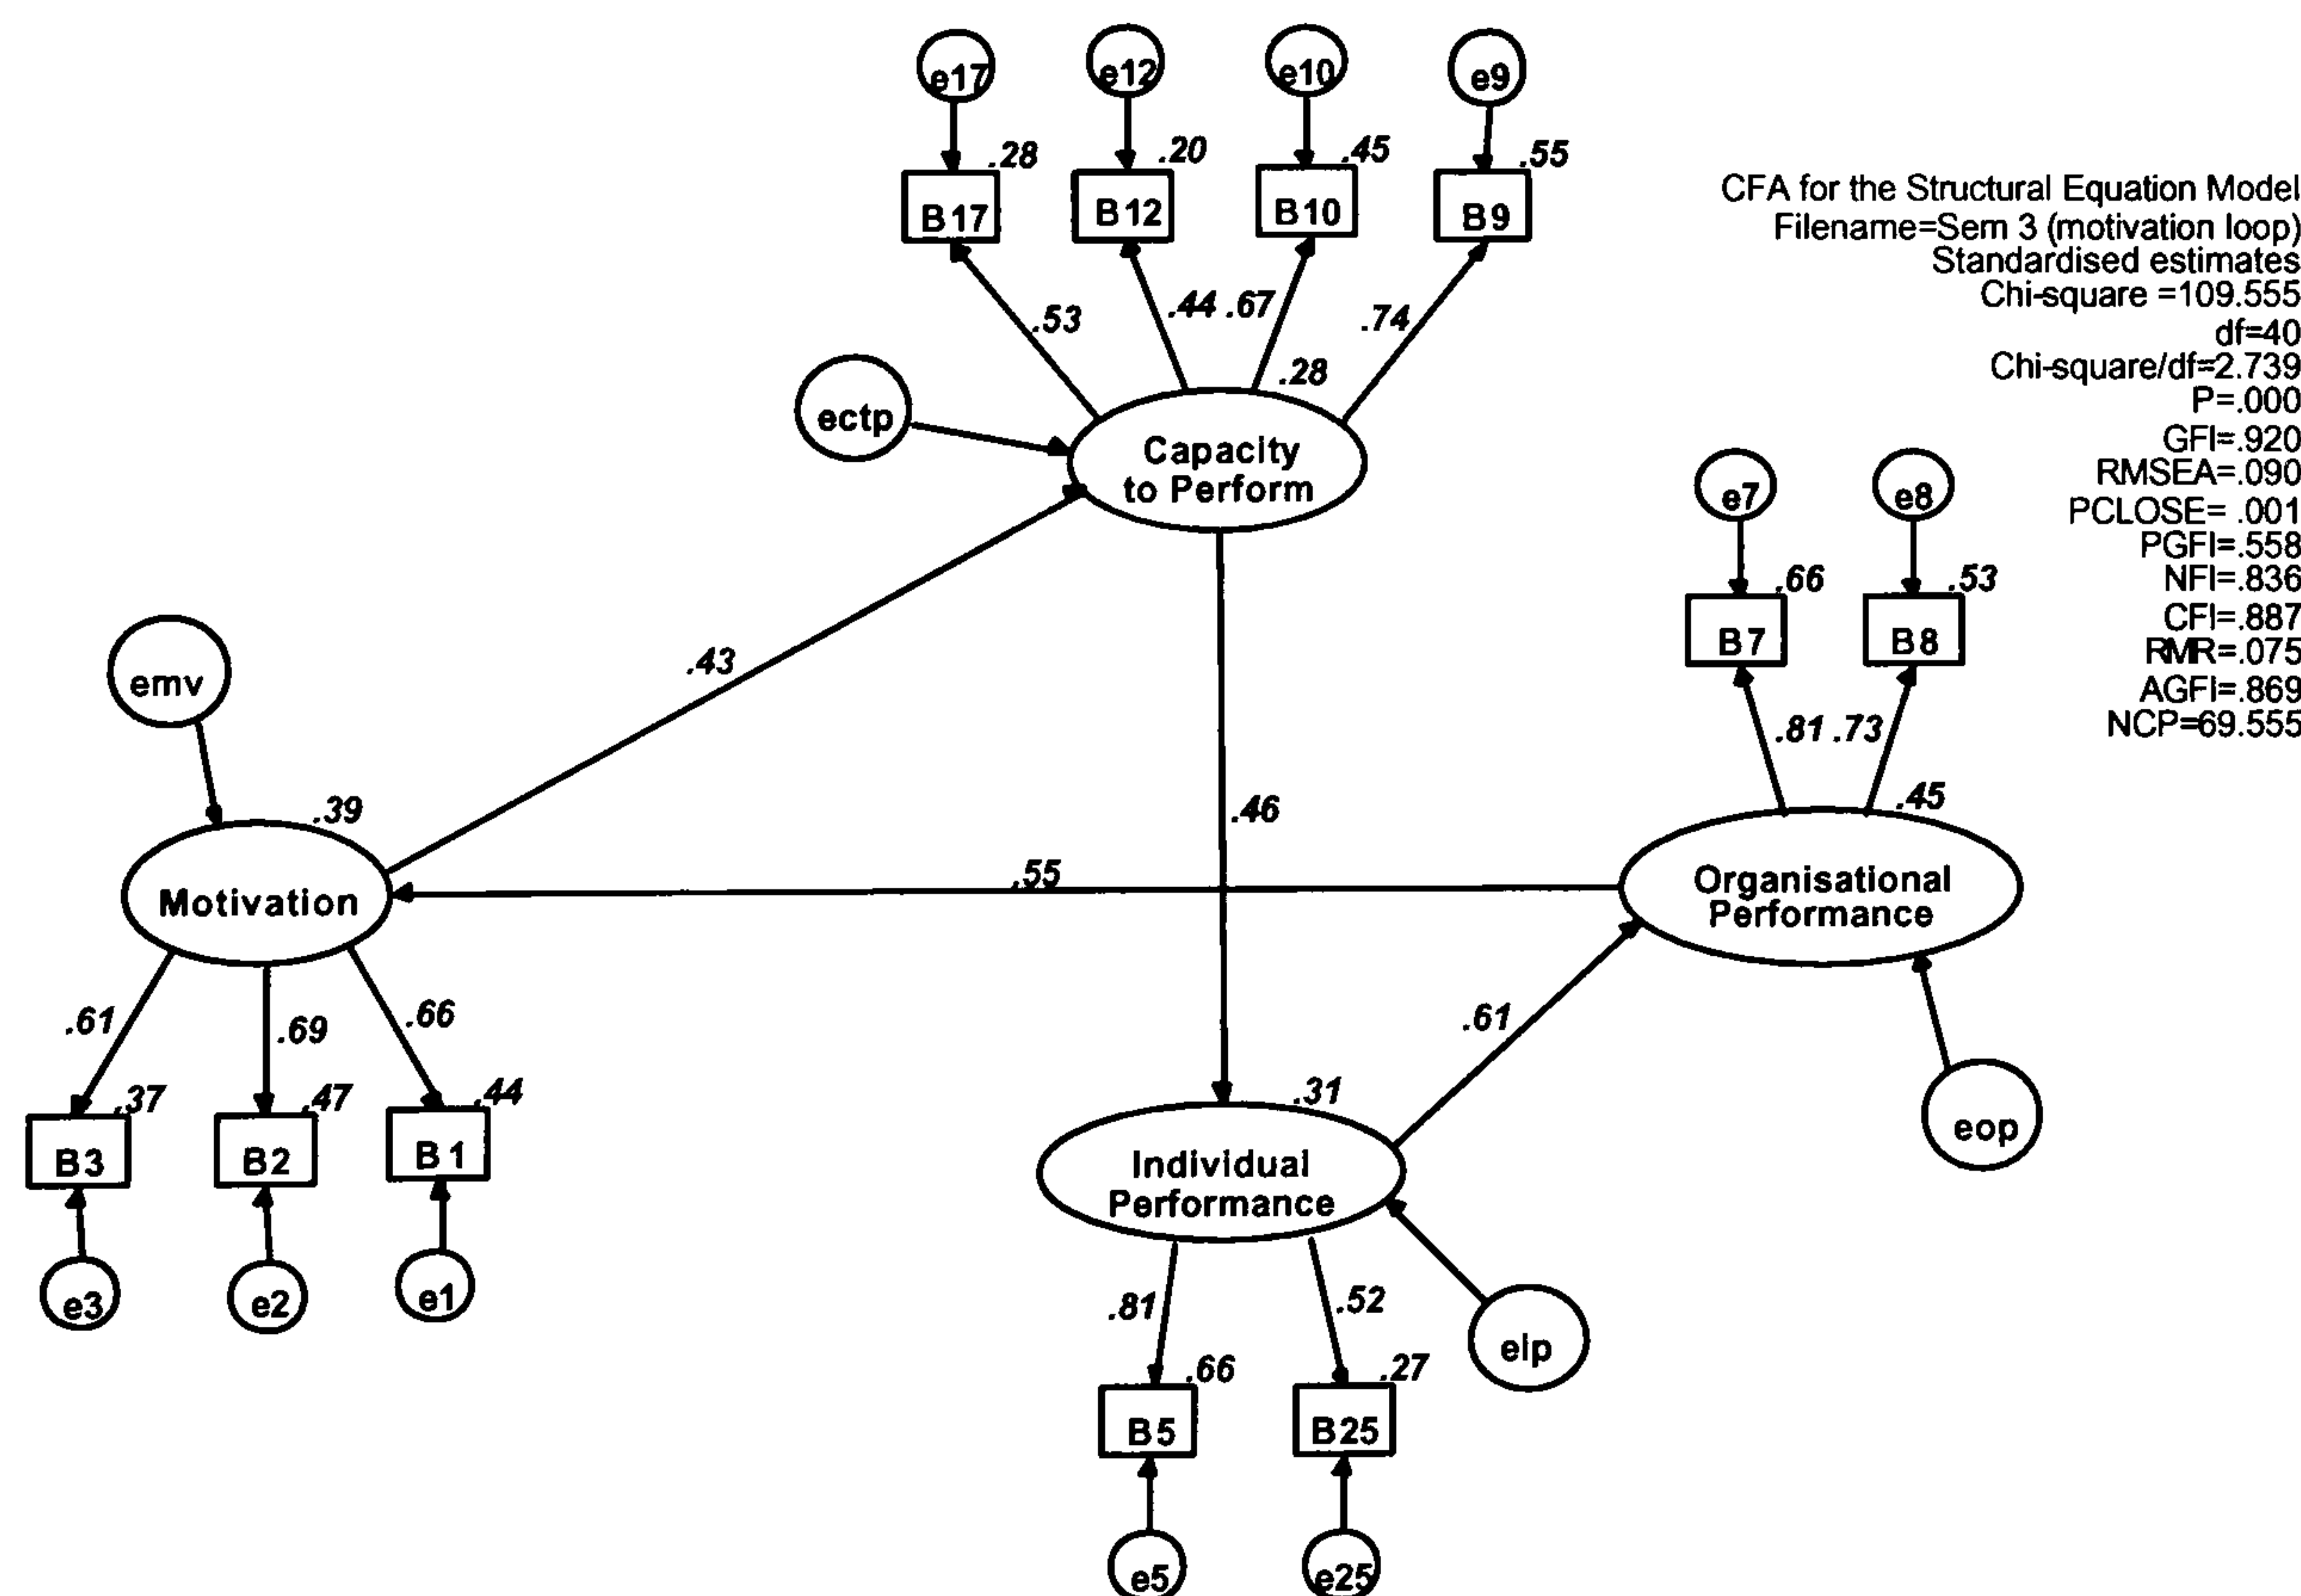 e17 e12 e10 e9
.28 .20 .45 .55
B17 B12 B10 B9
CFA for the Structural Equation Model
Filename=Sem 3 (motivation loop)
Standardised estimates
Chi-square =109.555
df=40
Chi-square/df=2.739
P=.000
GFI=.920
RMSEA=.090
PCLOSE= .001
PGFI=.558
NFI=.836
CFI=.887
RMR=.075
AGFI=.869
NCP=69.555
.53 .44 .67 .74
.28
ectp
Capacity
to Perform
e7 e8
.66 .53
B7 B8
.81 .73
emv
.43
.39
.46
.45
.55
Motivation
Organisational
Performance
.61 .69 .66
.61
.37 .47 .44
B3 B2 B1
e3 e2 e1
.31
eop
Individual
Performance
.81 .52
eip
.66 .27
B5 B25
e5 e25